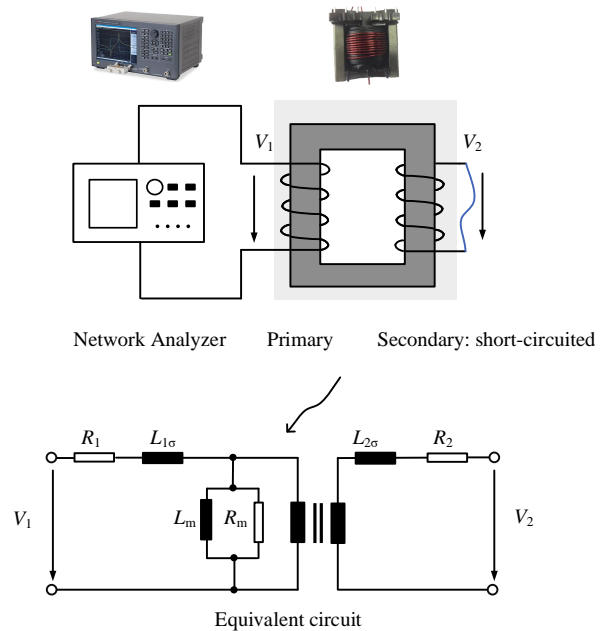 V1
V2
Network Analyzer
Primary
Secondary: short-circuited
R1
L1σ
L2σ
R2
V1
Lm
Rm
V2
Equivalent circuit